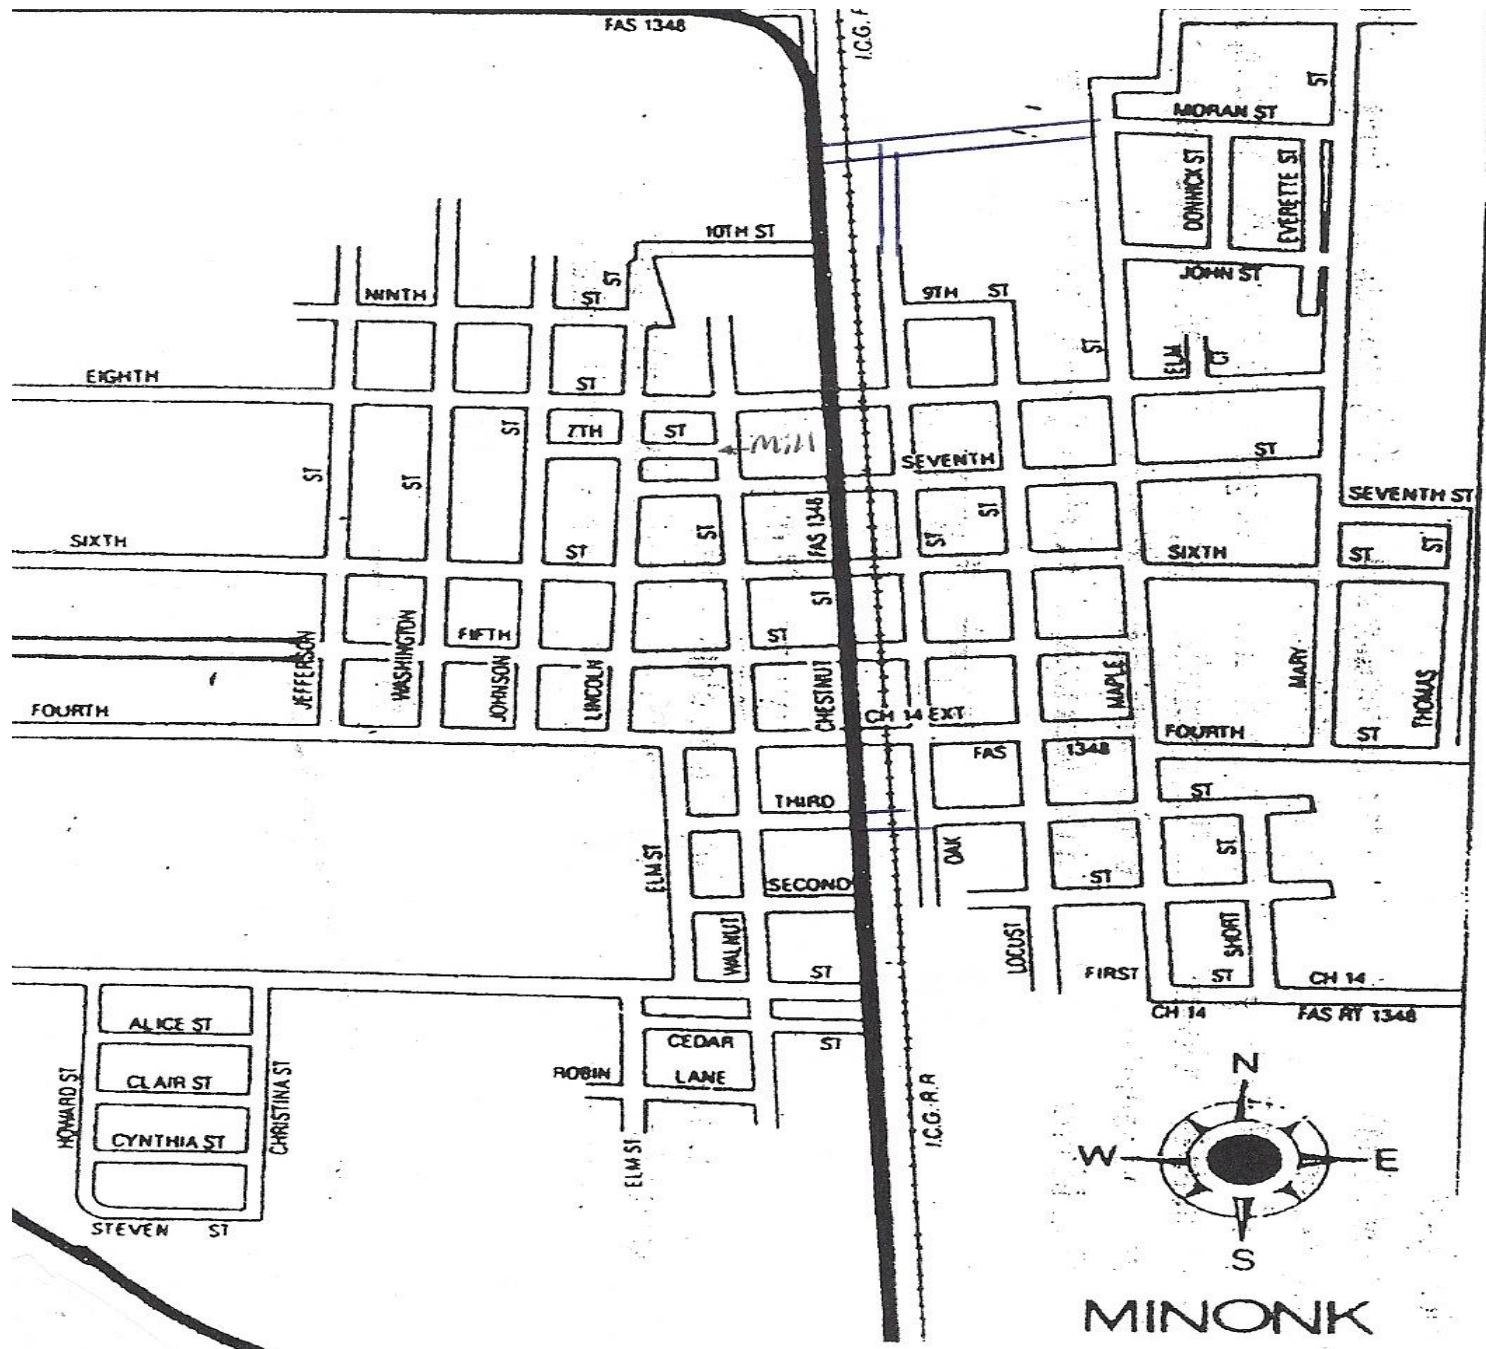 FAS 1348
I.C.G. R
ST
MORAN ST
DONNICK ST
EVERETTE ST
10TH ST
JOHN ST
ST
NINTH
ST
9TH ST
ST
ELM
CT
EIGHTH
ST
ST
7TH
ST
ST
SEVENTH
ST
ST
ST
SEVENTH ST
ST
FAS 1348
ST
ST
SIXTH
ST
SIXTH
ST
ST
ST
FIFTH
ST
JEFFERSON
WASHINGTON
JOHNSON
LINCOLN
CHESTNUT
MAPLE
MARY
THOMAS
FOURTH
CH 14 EXT
FOURTH
ST
FAS
1348
THIRD
ST
ELM ST
OAK
ST
SECOND
ST
WALNUT
LOCUST
SHORT
ST
FIRST
ST
CH 14
CH 14
FAS RT 1348
ALICE ST
CEDAR
ST
ROBIN
LANE
CLAIR ST
HOWARD ST
CHRISTINA ST
CYNTHIA ST
ELM ST
I.C.G. R.R
STEVEN ST
N
W
E
S
MINONK